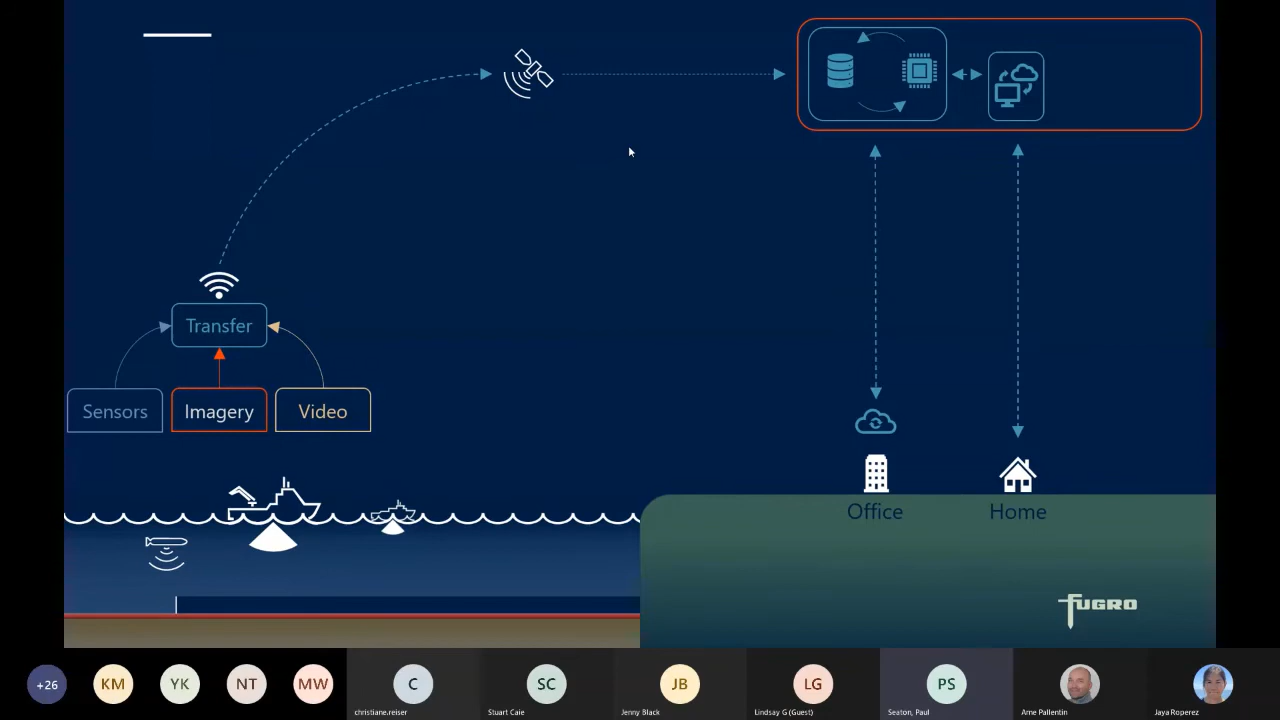 Transfer
Sensors
Imagery
Video
Office
Home
FUGRO
+26
KM
YK
NT
MW
C
SC
JB
LG
PS
christiane.reiser
Stuart Caie
Jenny Black
Lindsay G (Guest)
Seaton, Paul
Arne Pallentin
Jaya Roperez